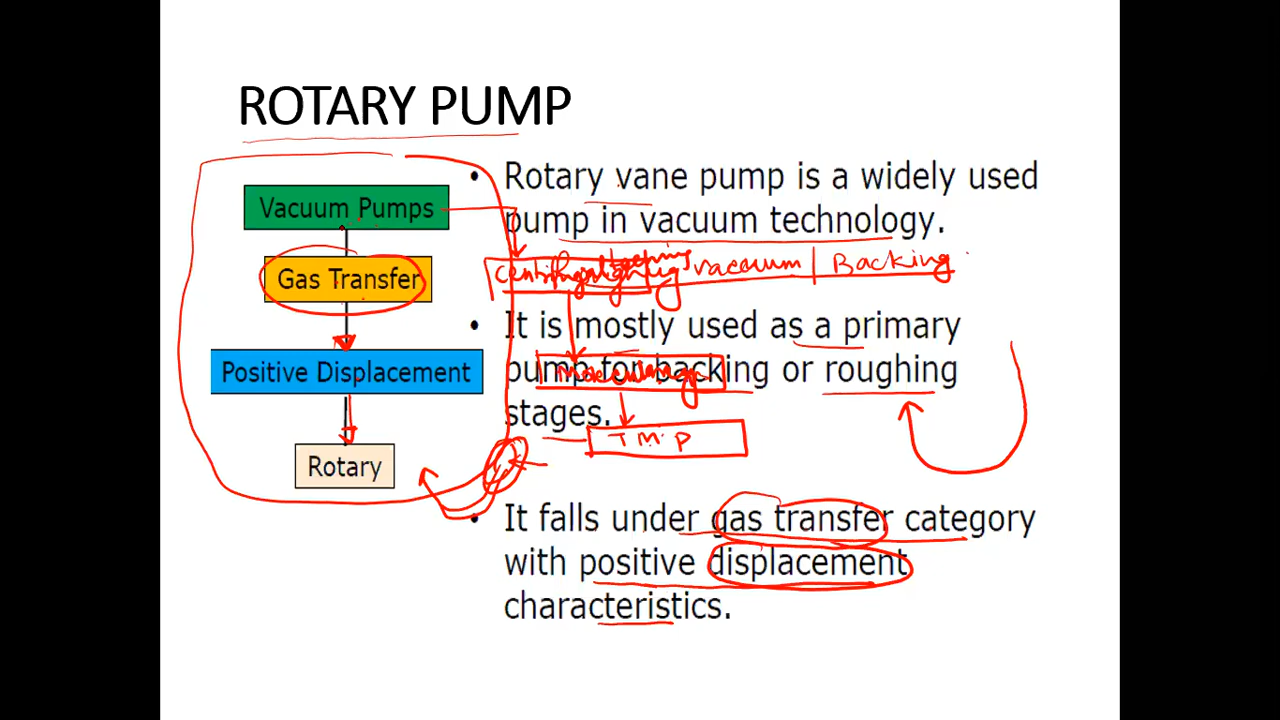 ROTARY PUMP
Vacuum Pumps
Gas Transfer
Positive Displacement
Rotary
• Rotary vane pump is a widely used
pump in vacuum technology.
vacuum | Backing
• It is mostly used as a primary
pump for backing or roughing
stages.
T M P
• It falls under gas transfer category
with positive displacement
characteristics.